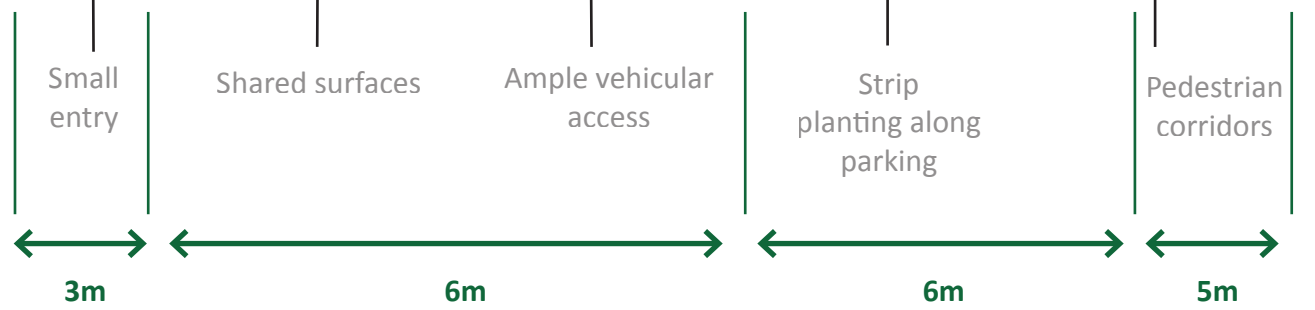 Small
entry
Shared surfaces
Ample vehicular
access
Strip
planting along
parking
Pedestrian
corridors
3m
6m
6m
5m